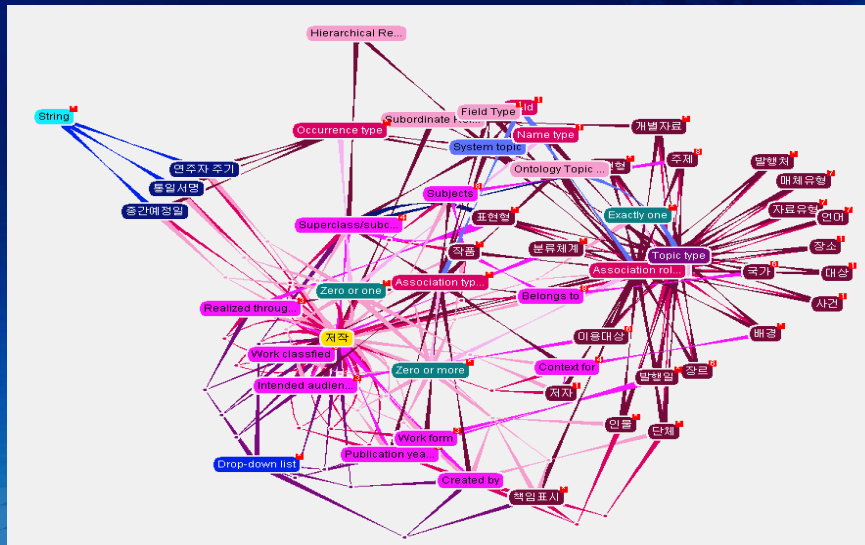 Hierarchical Re...
String
Field Type
Subordinate
Occurrence type
Name type
개별자료
System topic
주제
연주자 주기
Ontology Topic ...
발행처
통일서명
매체유형
Subjects
종간예정일
표현형
Exactly one
자료유형
언어
Superclass/subc...
작품
분류체계
장소
Topic type
Association rol...
국가
대상
Association typ...
Zero or one
Belongs to
사건
Realized throug...
저작
이용대상
배경
Work classfied
Zero or more
Context for
장르
Intended audien...
발행일
저자
인물
단체
Work form
Publication yea...
Drop-down list
Created by
책임표시